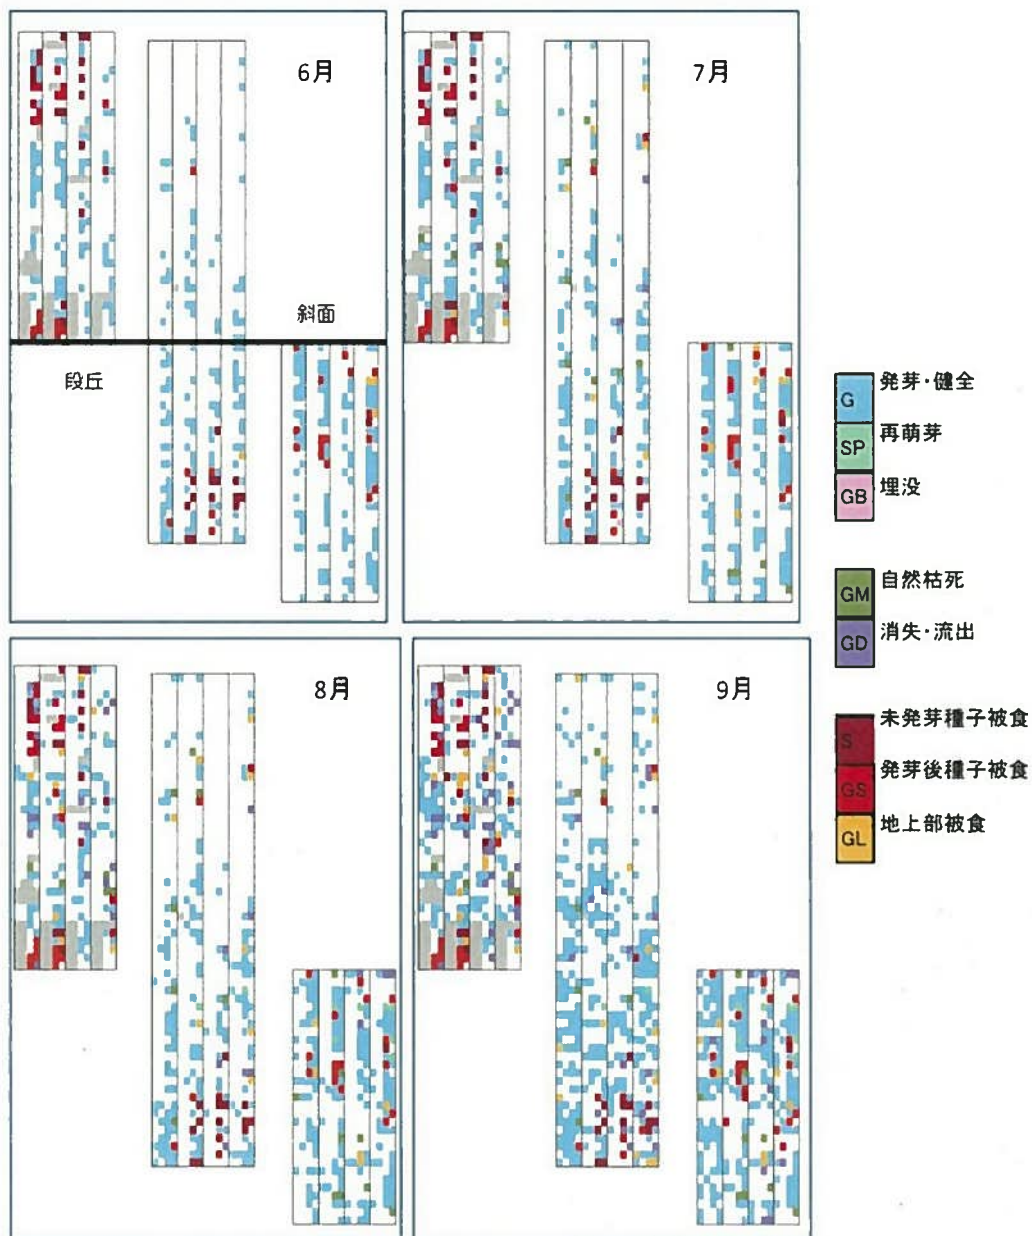 6月
斜面
段丘
7月
8月
9月
G 発芽・健全
SP 再萌芽
GB 埋没
GM 自然枯死
GD 消失・流出
S 未発芽種子被食
GS 発芽後種子被食
GL 地上部被食